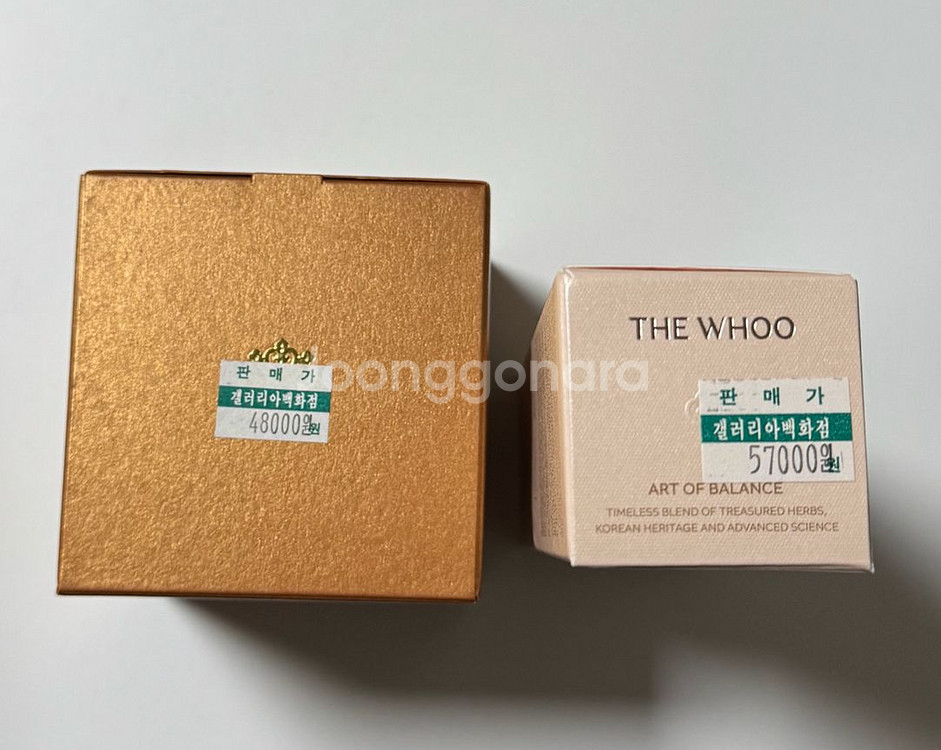 판 매 가
갤러리아백화점
48000원
joonggonara
THE WHOO
판 매 가
갤러리아백화점
57000원
ART OF BALANCE
TIMELESS BLEND OF TREASURED HERBS,
KOREAN HERITAGE AND ADVANCED SCIENCE